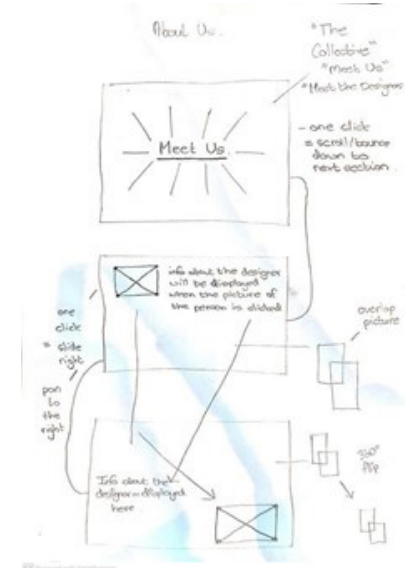 About Us.
"The
Collective"
"Meet Us"
"Meet the Designers
Meet Us.
- one click
= scroll/bounce
down to
next section.
info about the designer
will be displayed
when the picture of
the person is clicked
one
click
= slide
right
pan
to
the
right
overlap
picture
Info about the
designer displayed
here
360°
flip